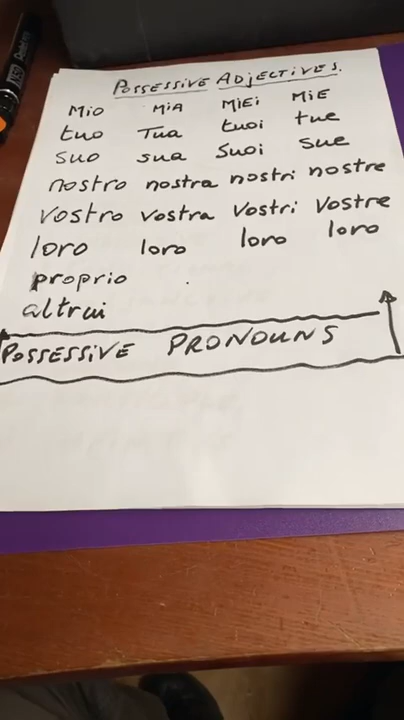 POSSESSIVE ADJECTIVES.
Mio MiA MiEi MiE
tuo Tua tuoi tue
suo sua Suoi sue
nostro nostra nostri nostre
Vostro Vostra Vostri Vostre
loro loro loro loro
proprio
altrui
POSSESSIVE PRONOUNS